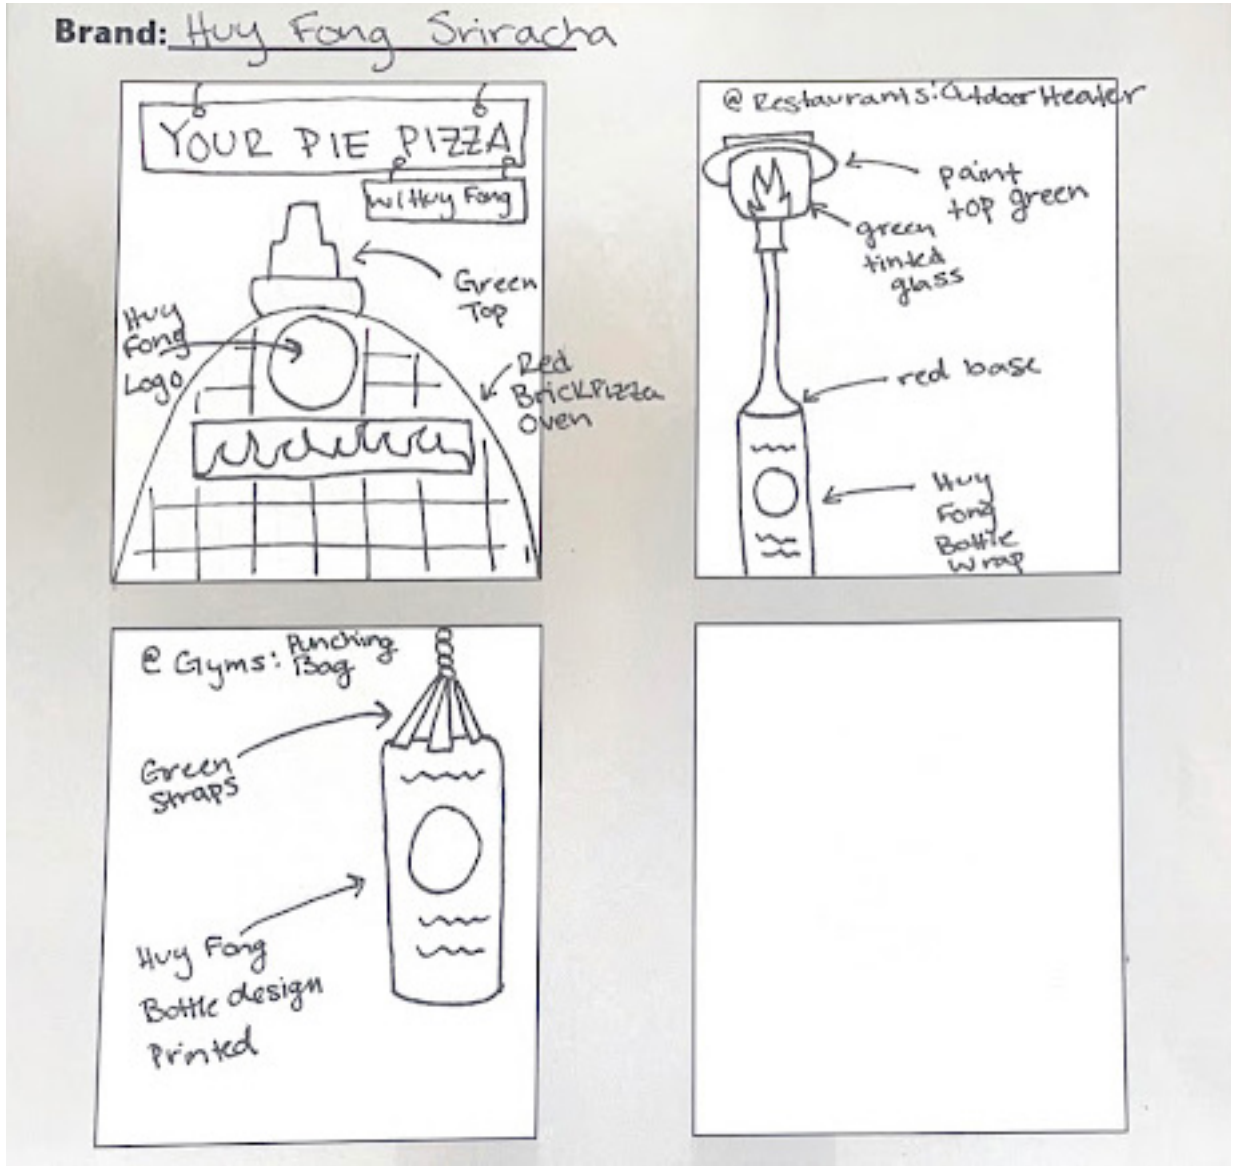 Brand: Huy Fong Sriracha
YOUR PIE PIZZA
w/ Huy Fong
Green
Top
Huy
Fong
Logo
Red
Brick Pizza
Oven
@ Restaurants: Outdoor Heater
paint
top green
green
tinted
glass
red base
Huy
Fong
Bottle
Wrap
@ Gyms: Punching
Bag
Green
Straps
Huy Fong
Bottle design
Printed